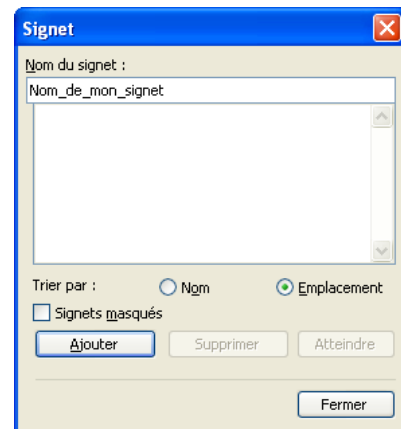 Signet
Nom du signet :
Nom_de_mon_signet
Trier par : Nom Emplacement
Signets masqués
Ajouter Supprimer Atteindre
Fermer